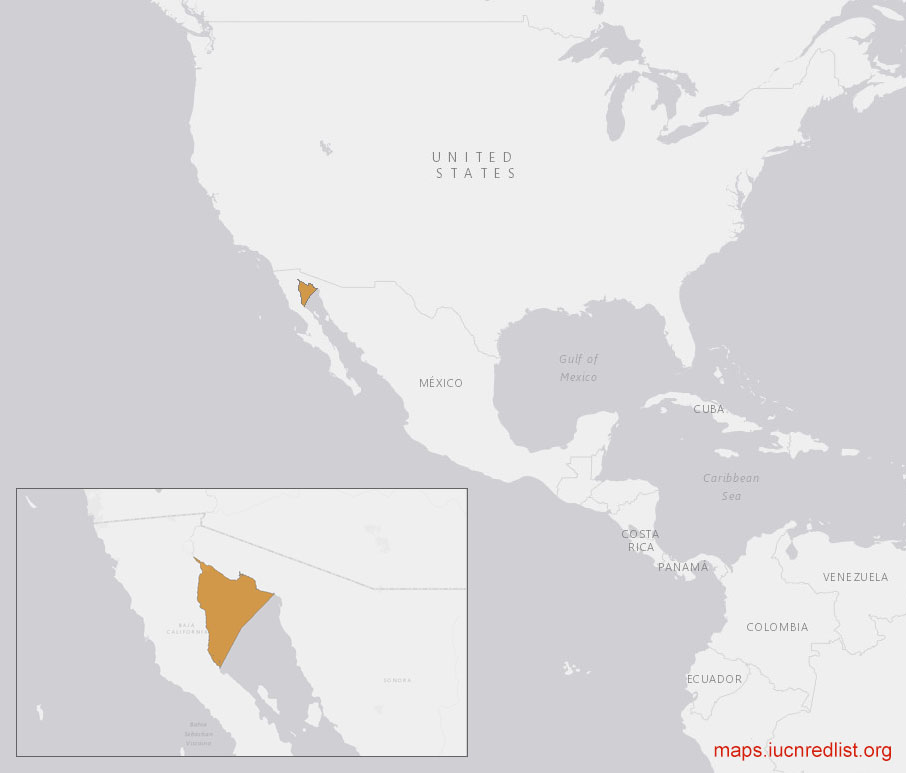 UNITED
STATES
Gulf of
Mexico
MÉXICO
CUBA
Caribbean
Sea
COSTA
RICA
PANAMÁ
VENEZUELA
COLOMBIA
ECUADOR
BAJA
CALIFORNIA
SONORA
Bahía
Sebastían
Vizcaíno
maps.iucnredlist.org